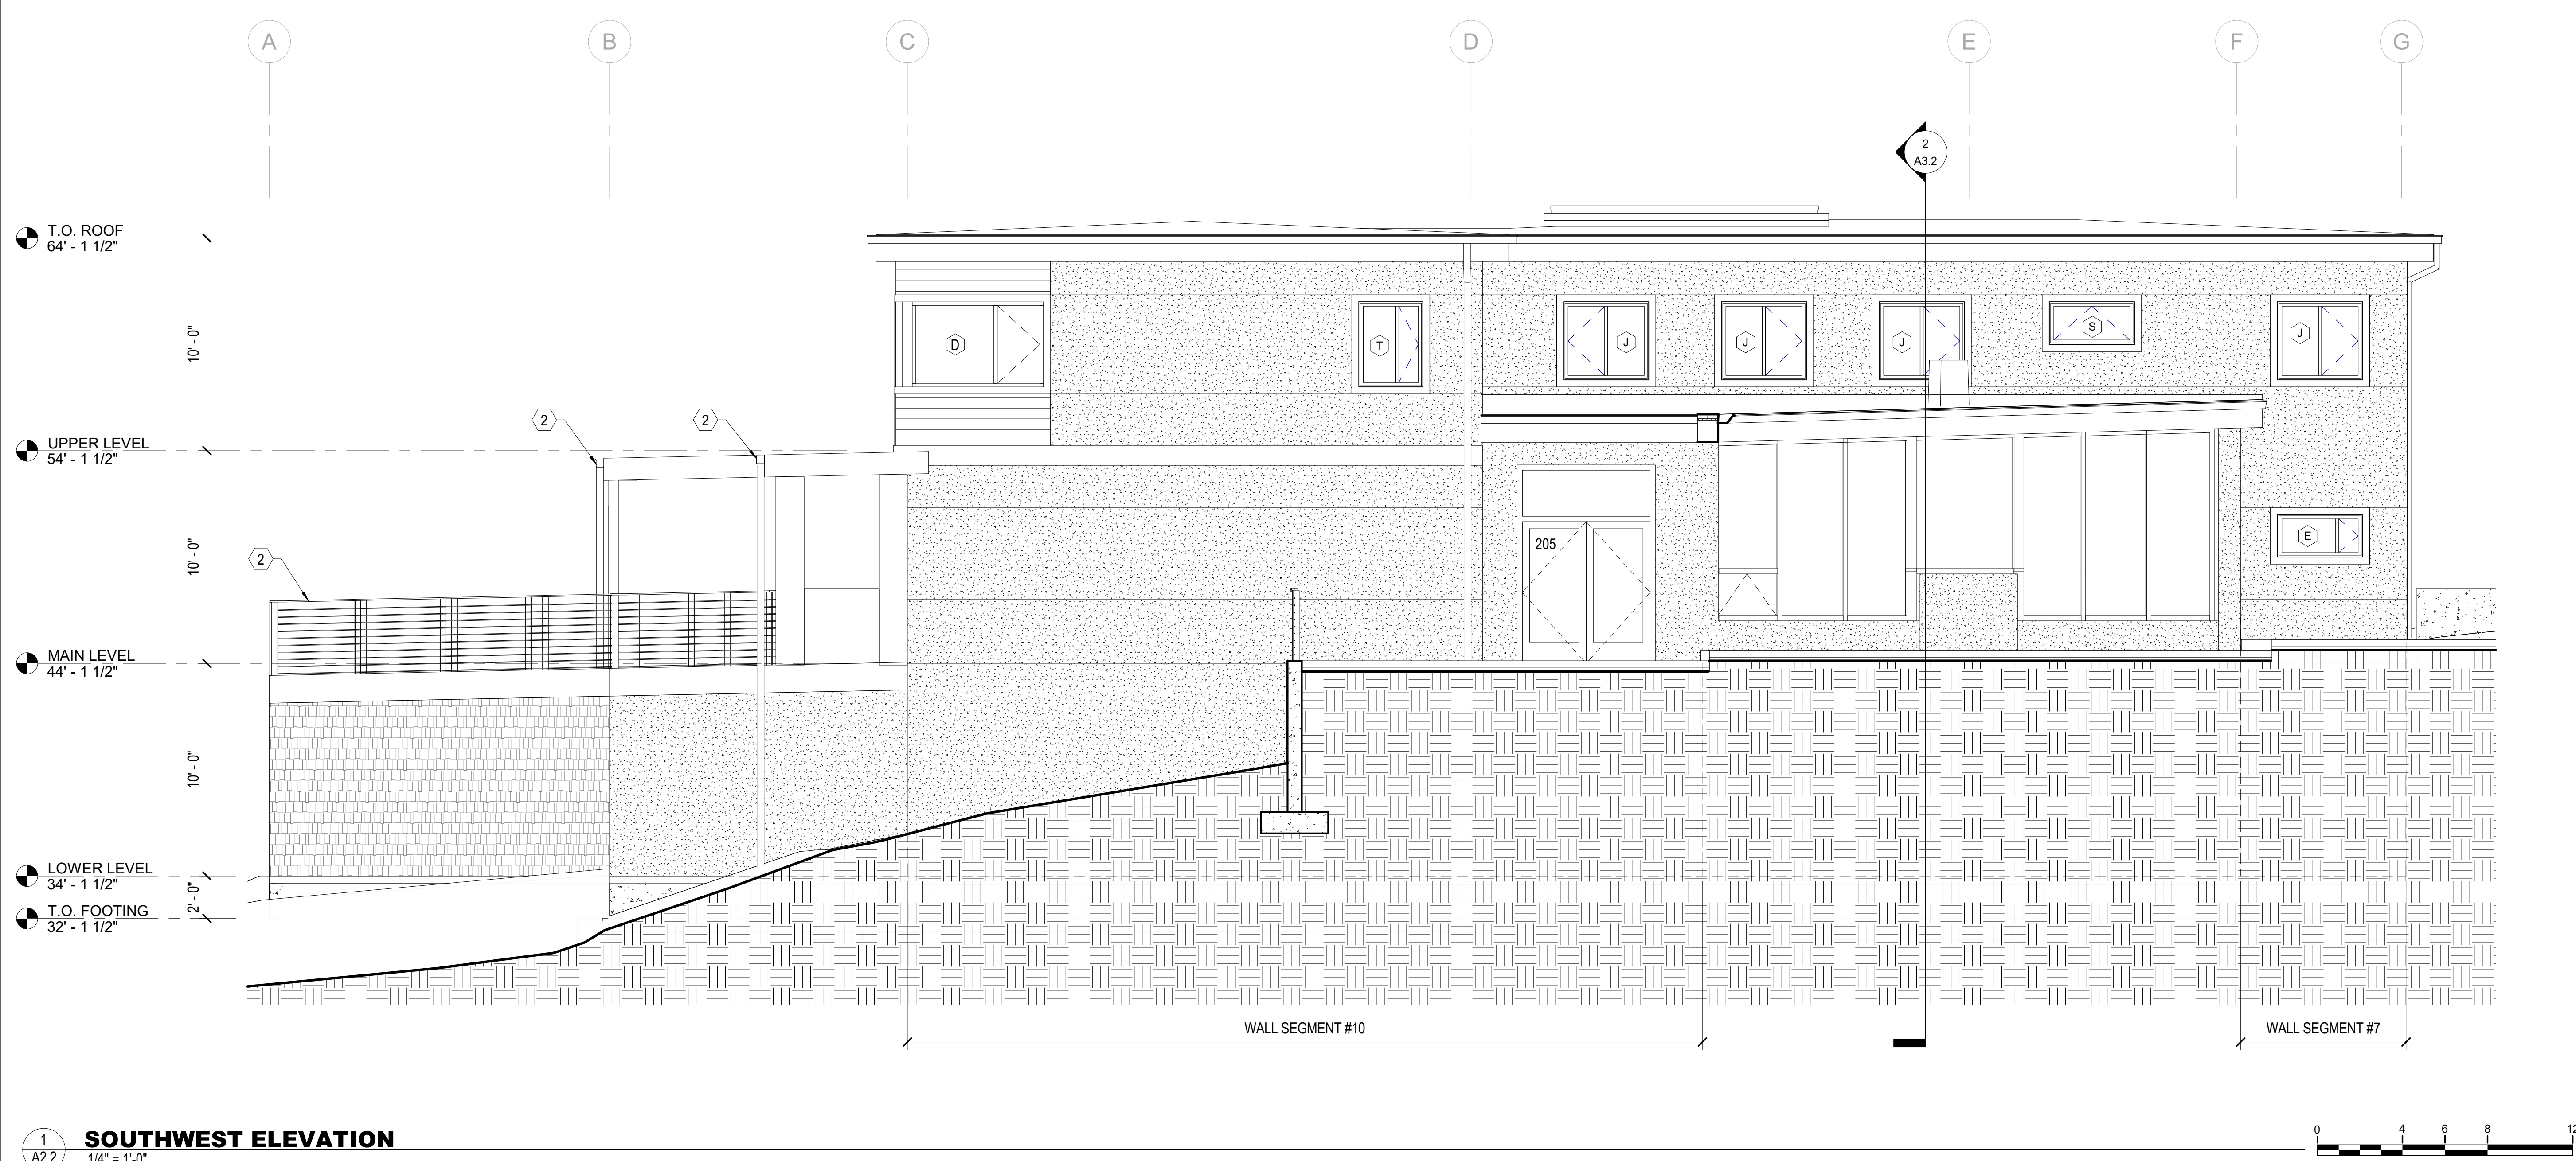 A B C D E F G
2
A3.2
T.O. ROOF
64' - 1 1/2"
10' - 0"
D T J J J S J
2 2
UPPER LEVEL
54' - 1 1/2"
10' - 0"
205
E
2
MAIN LEVEL
44' - 1 1/2"
10' - 0"
LOWER LEVEL
34' - 1 1/2"
2' - 0"
T.O. FOOTING
32' - 1 1/2"
WALL SEGMENT #10
WALL SEGMENT #7
1
A2.2
SOUTHWEST ELEVATION
1/4" = 1'-0"
0 4 6 8 12